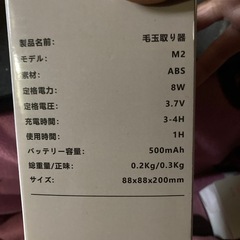 製品名前: 毛玉取り器
モデル: M2
素材: ABS
定格電力: 8W
定格電圧: 3.7V
充電時間: 3-4H
使用時間: 1H
バッテリー容量: 500mAh
総重量/正味: 0.2Kg/0.3Kg
サイズ: 88x88x200mm